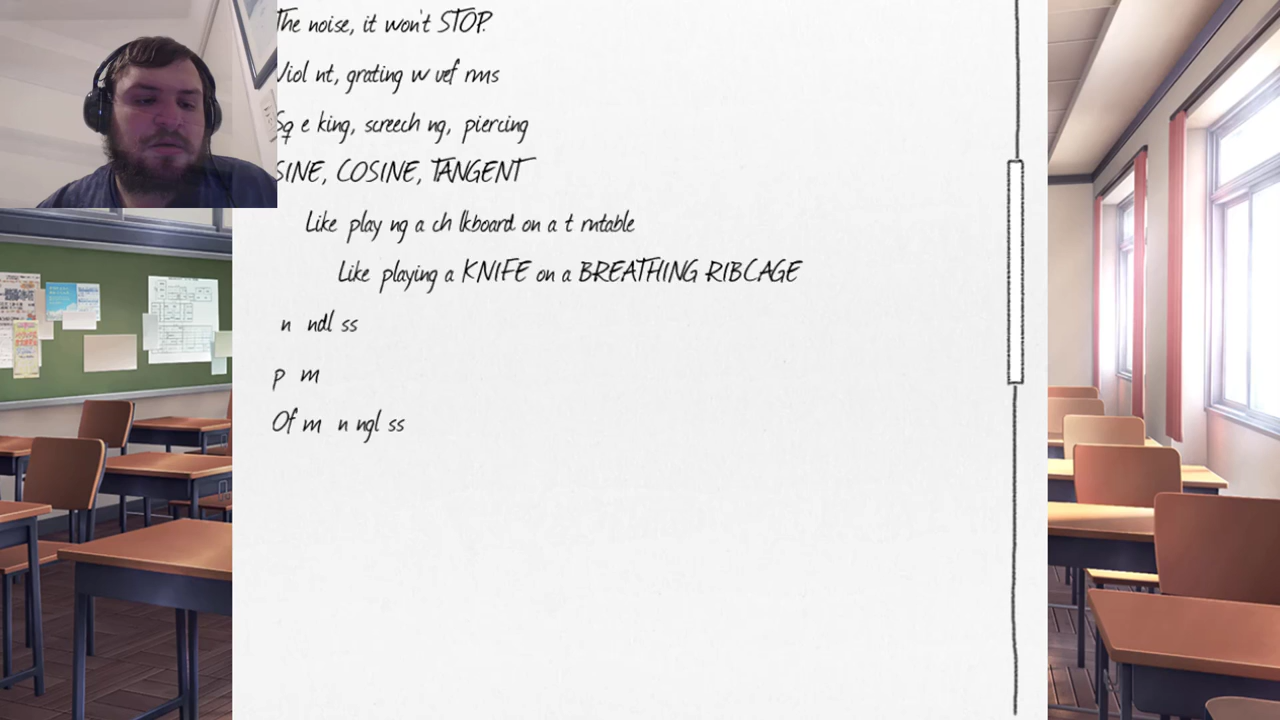 The noise, it won't STOP.
Viol nt, grating w vef rms
Sq e king, screech ng, piercing
SINE, COSINE, TANGENT
Like play ng a ch lkboard on a t rntable
Like playing a KNIFE on a BREATHING RIBCAGE
n ndl ss
p m
Of m n ngl ss